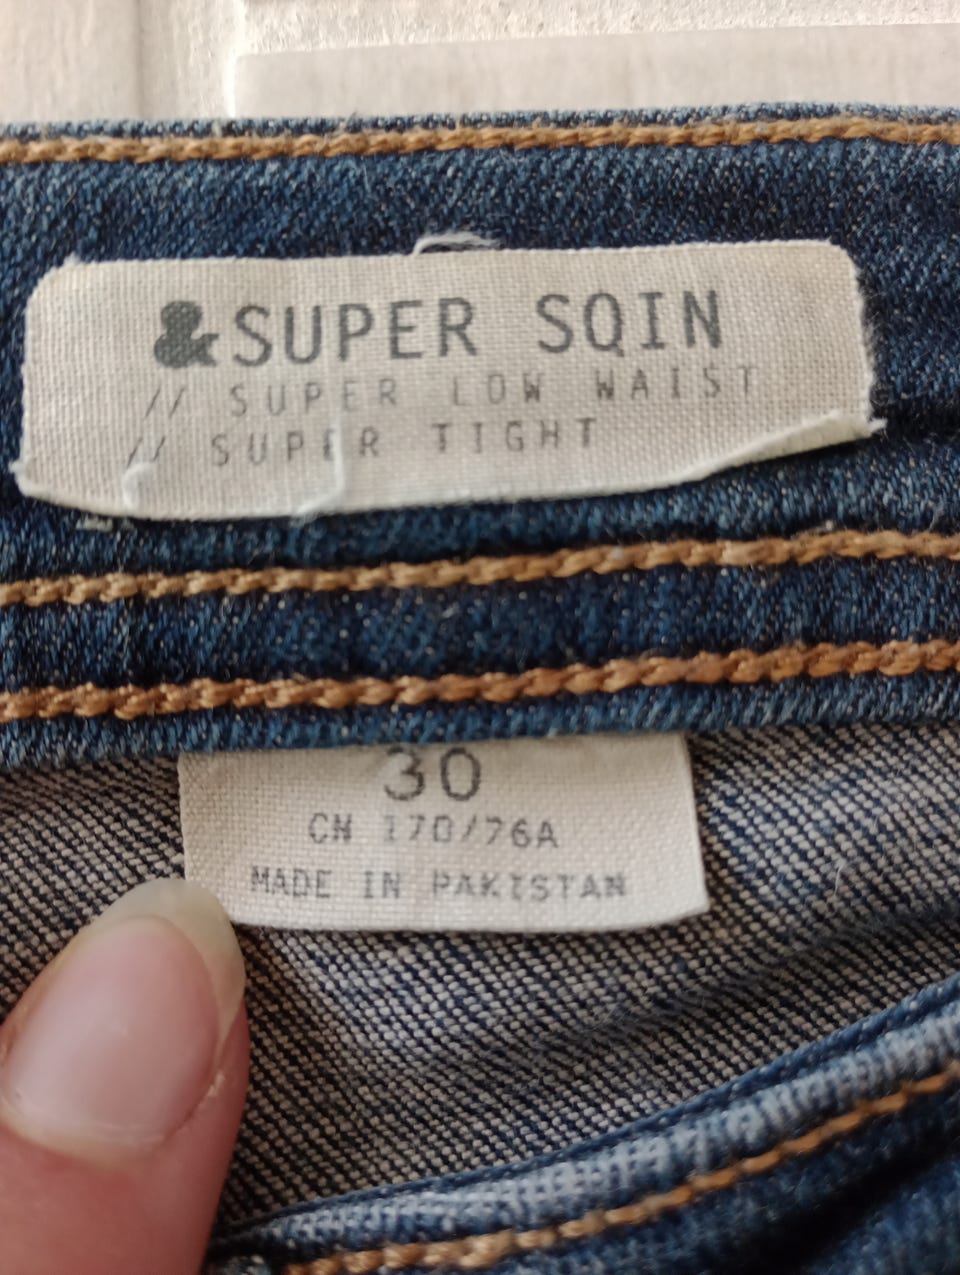 &SUPER SQIN
// SUPER LOW WAIST
// SUPER TIGHT
30
CN 170/76A
MADE IN PAKISTAN